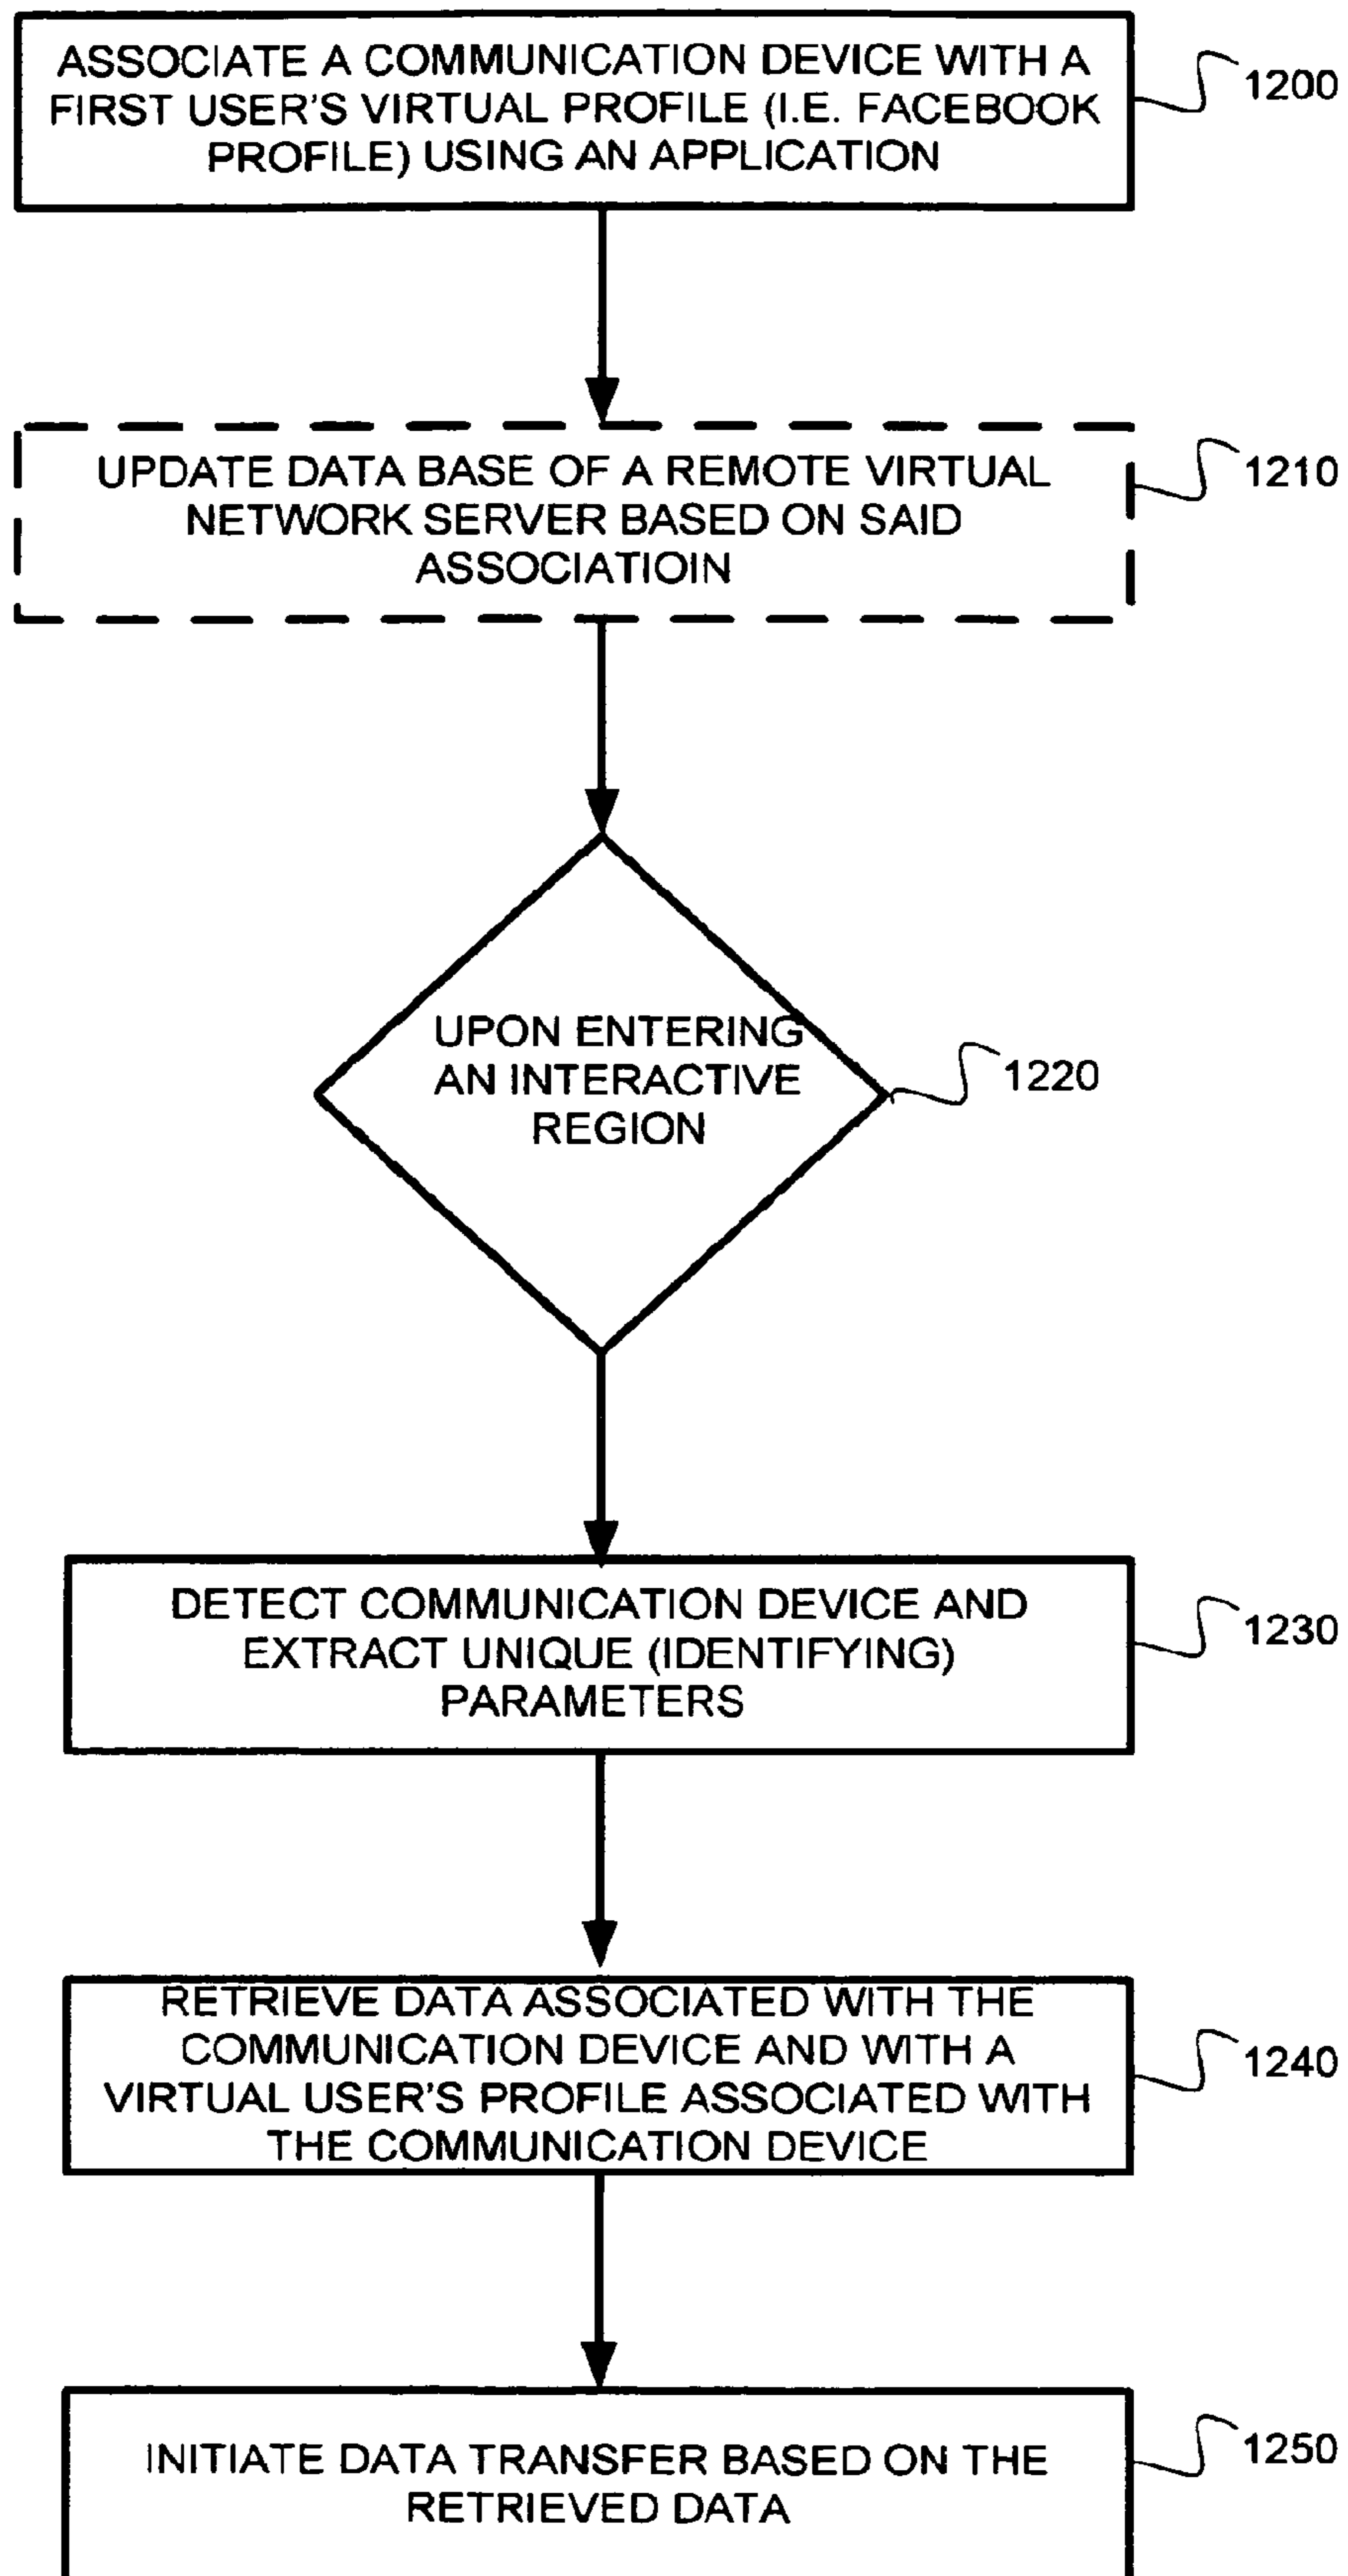 ASSOCIATE A COMMUNICATION DEVICE WITH A
FIRST USER'S VIRTUAL PROFILE (I.E. FACEBOOK
PROFILE) USING AN APPLICATION
1200
UPDATE DATA BASE OF A REMOTE VIRTUAL
NETWORK SERVER BASED ON SAID
ASSOCIATIOIN
1210
UPON ENTERING
AN INTERACTIVE
REGION
1220
DETECT COMMUNICATION DEVICE AND
EXTRACT UNIQUE (IDENTIFYING)
PARAMETERS
1230
RETRIEVE DATA ASSOCIATED WITH THE
COMMUNICATION DEVICE AND WITH A
VIRTUAL USER'S PROFILE ASSOCIATED WITH
THE COMMUNICATION DEVICE
1240
INITIATE DATA TRANSFER BASED ON THE
RETRIEVED DATA
1250